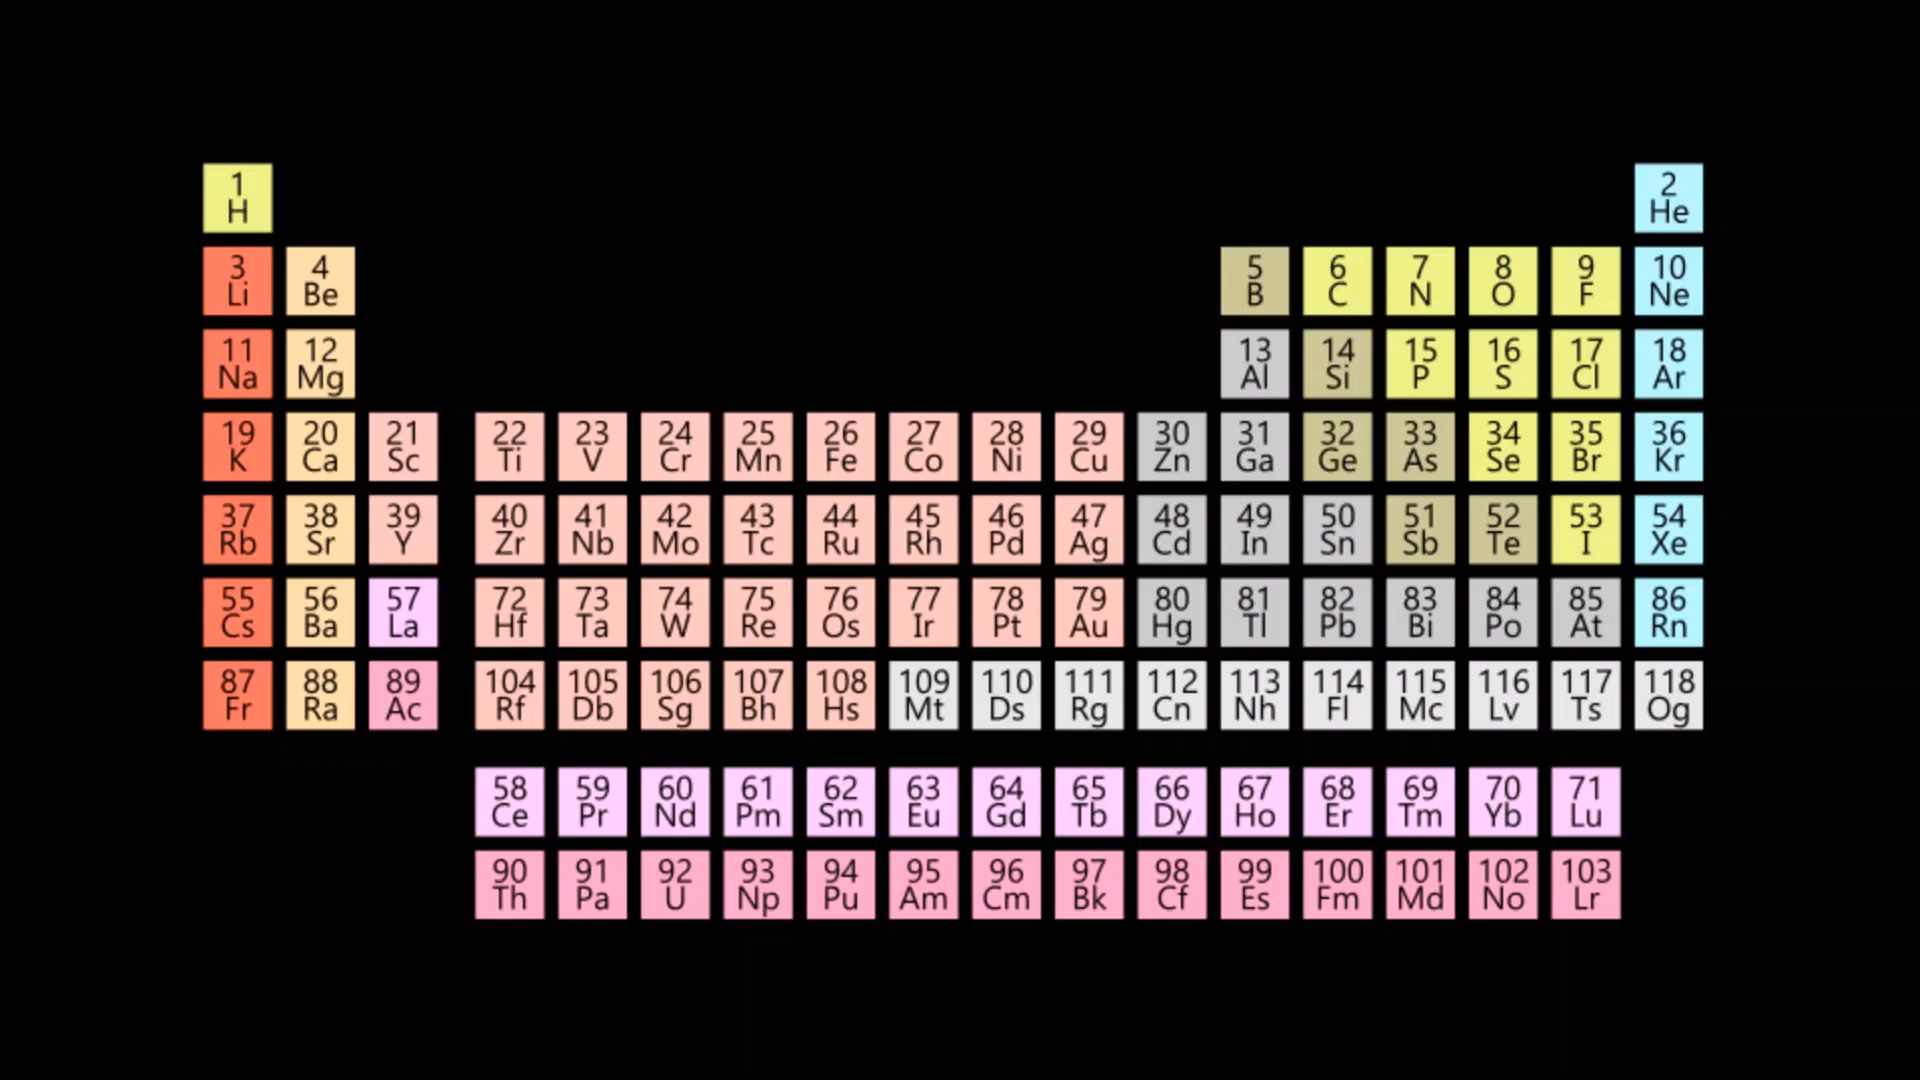 1 2
H He
3 4 5 6 7 8 9 10
Li Be B C N O F Ne
11 12 13 14 15 16 17 18
Na Mg Al Si P S Cl Ar
19 20 21 22 23 24 25 26 27 28 29 30 31 32 33 34 35 36
K Ca Sc Ti V Cr Mn Fe Co Ni Cu Zn Ga Ge As Se Br Kr
37 38 39 40 41 42 43 44 45 46 47 48 49 50 51 52 53 54
Rb Sr Y Zr Nb Mo Tc Ru Rh Pd Ag Cd In Sn Sb Te I Xe
55 56 57 72 73 74 75 76 77 78 79 80 81 82 83 84 85 86
Cs Ba La Hf Ta W Re Os Ir Pt Au Hg Tl Pb Bi Po At Rn
87 88 89 104 105 106 107 108 109 110 111 112 113 114 115 116 117 118
Fr Ra Ac Rf Db Sg Bh Hs Mt Ds Rg Cn Nh Fl Mc Lv Ts Og
58 59 60 61 62 63 64 65 66 67 68 69 70 71
Ce Pr Nd Pm Sm Eu Gd Tb Dy Ho Er Tm Yb Lu
90 91 92 93 94 95 96 97 98 99 100 101 102 103
Th Pa U Np Pu Am Cm Bk Cf Es Fm Md No Lr